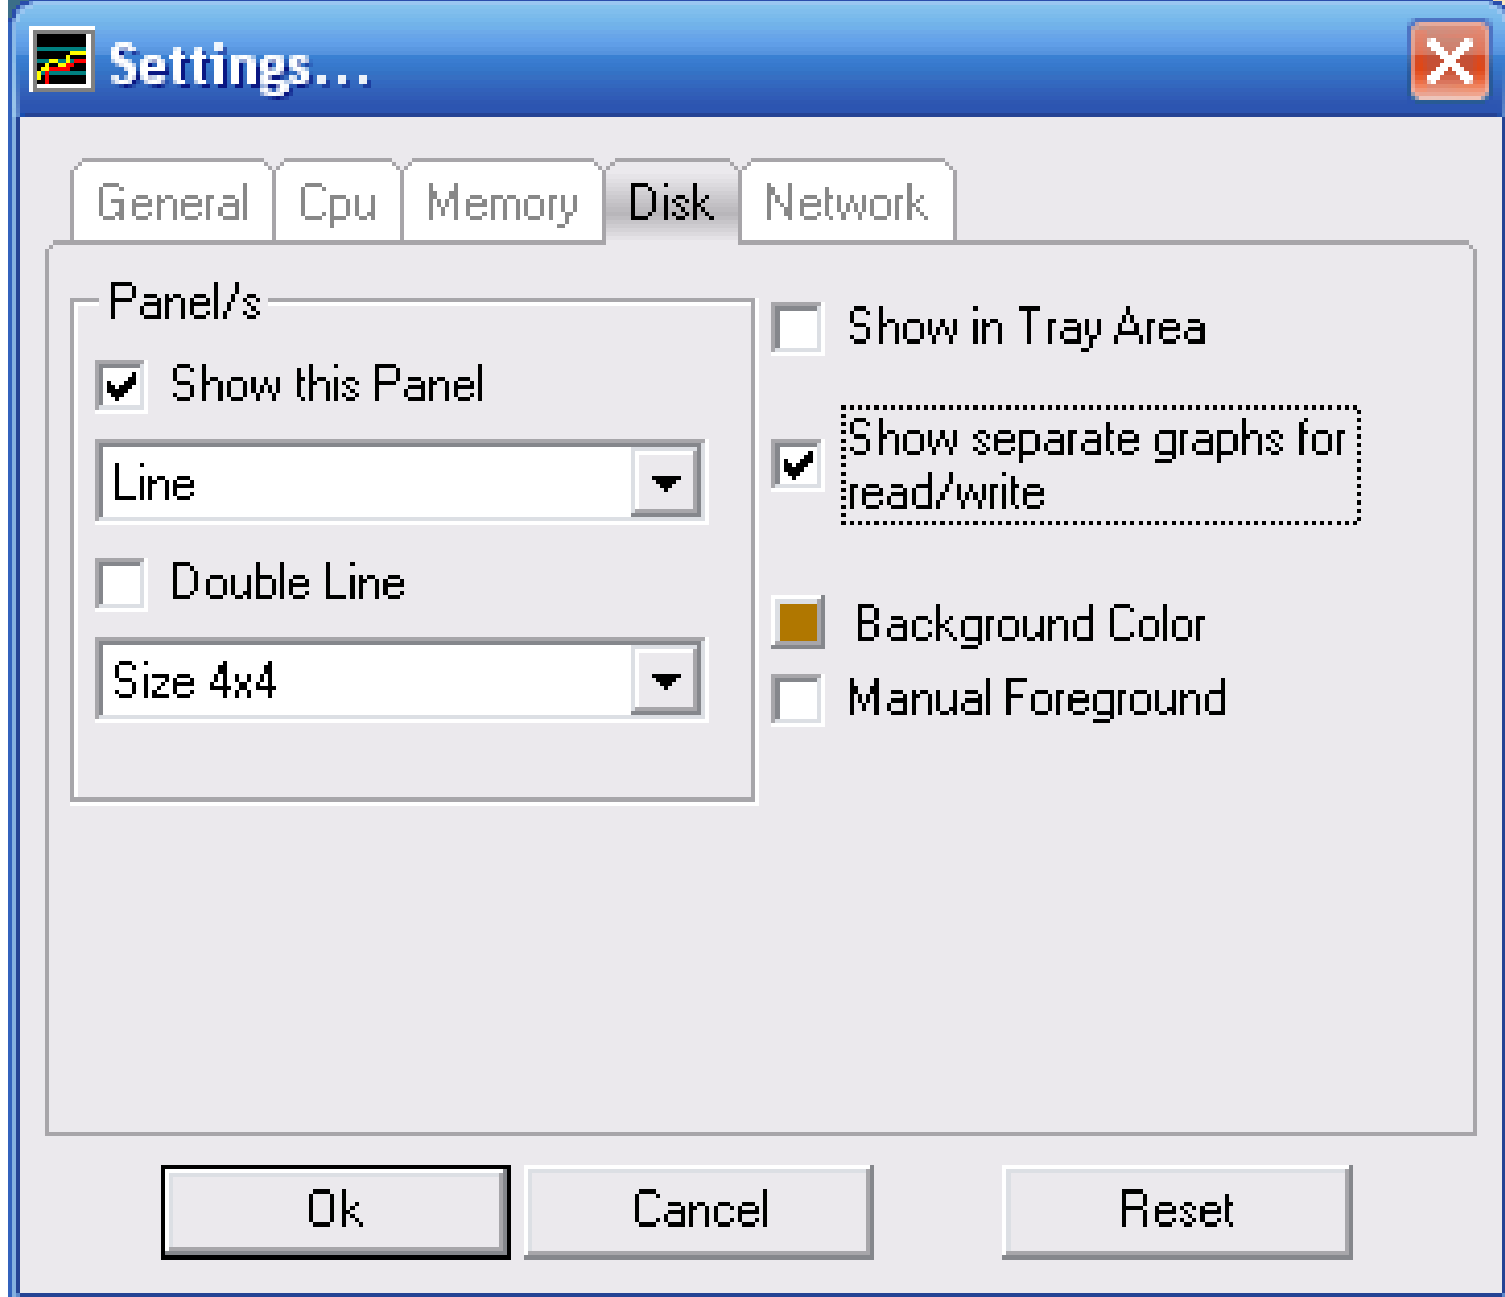 Settings...
General Cpu Memory Disk Network
Panel/s
Show this Panel
Line
Double Line
Size 4x4
Show in Tray Area
Show separate graphs for
read/write
Background Color
Manual Foreground
Ok Cancel Reset